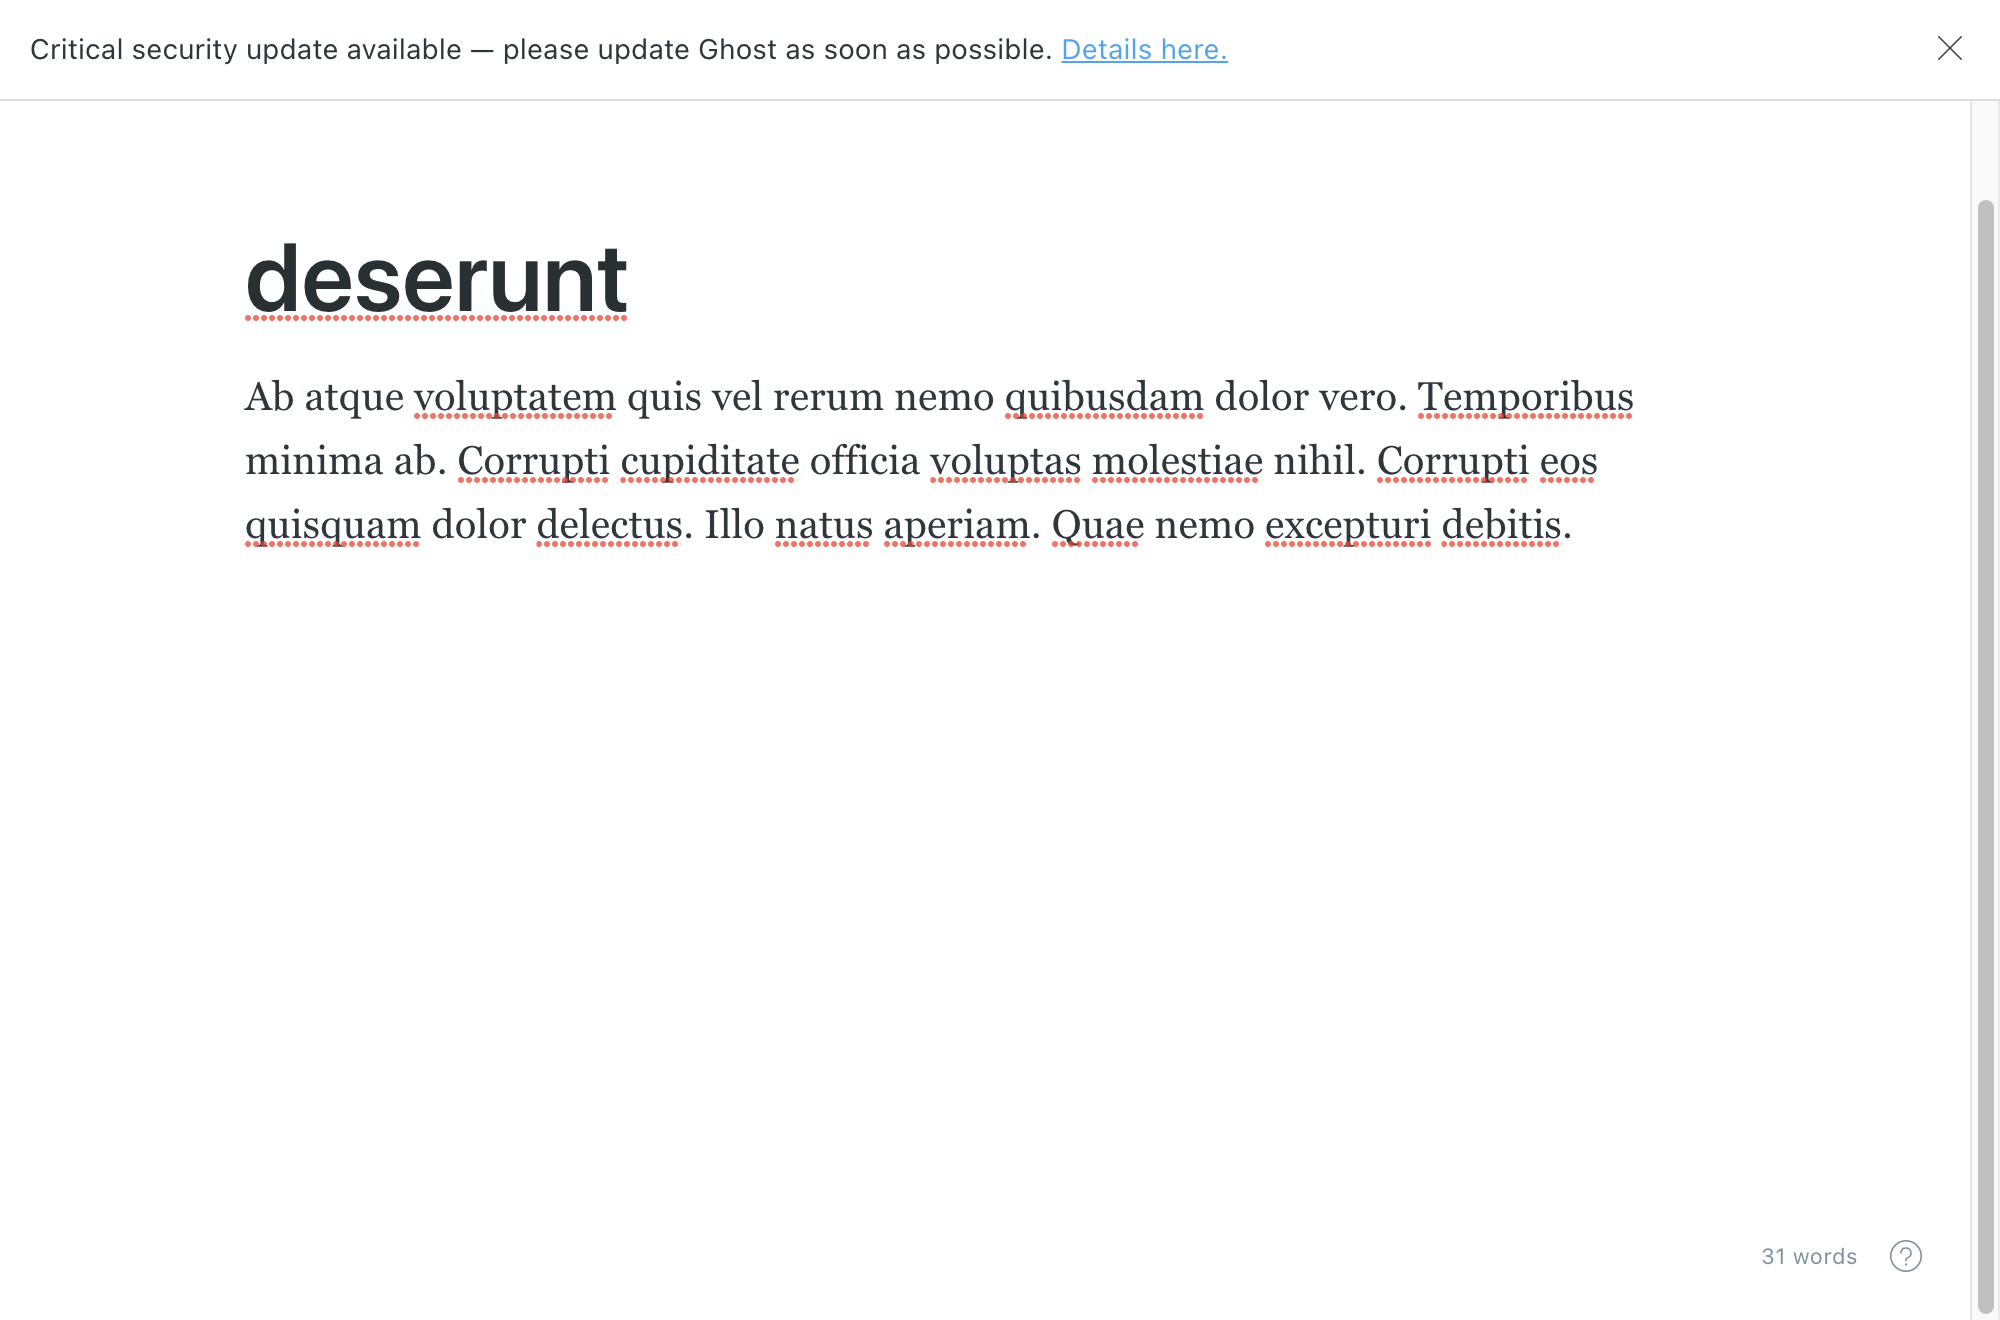 Critical security update available — please update Ghost as soon as possible. Details here.
deserunt
Ab atque voluptatem quis vel rerum nemo quibusdam dolor vero. Temporibus
minima ab. Corrupti cupiditate officia voluptas molestiae nihil. Corrupti eos
quisquam dolor delectus. Illo natus aperiam. Quae nemo excepturi debitis.
31 words
?